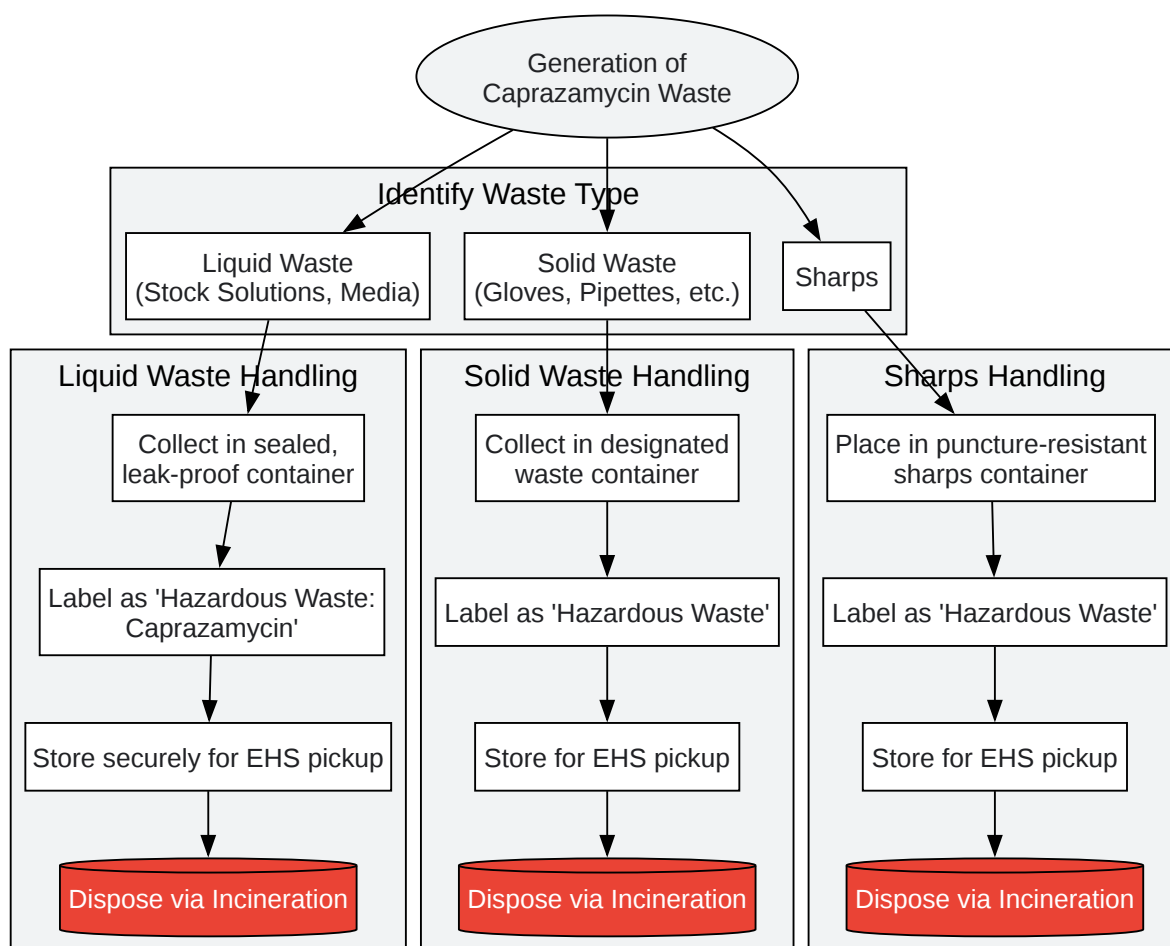 Generation of
Caprazamycin Waste
Identify Waste Type
Liquid Waste
(Stock Solutions, Media)
Solid Waste
(Gloves, Pipettes, etc.)
Sharps
Liquid Waste Handling
Collect in sealed,
leak-proof container
Label as 'Hazardous Waste:
Caprazamycin'
Store securely for EHS pickup
Dispose via Incineration
Solid Waste Handling
Collect in designated
waste container
Label as 'Hazardous Waste'
Store for EHS pickup
Dispose via Incineration
Sharps Handling
Place in puncture-resistant
sharps container
Label as 'Hazardous Waste'
Store for EHS pickup
Dispose via Incineration